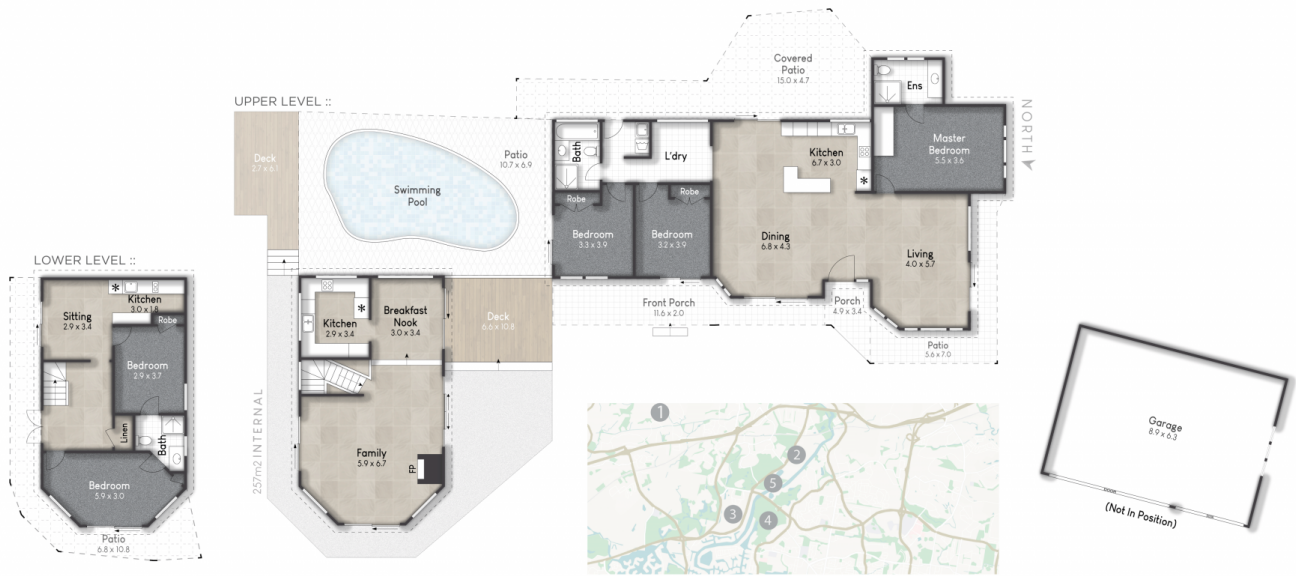 UPPER LEVEL ::
Deck
2.7 x 6.1
Swimming
Pool
Patio
10.7 x 6.9
Covered
Patio
15.0 x 4.7
Ens
Master
Bedroom
5.5 x 3.6
NORTH
Bath
L'dry
Kitchen
6.7 x 3.0
*
Robe
Bedroom
3.3 x 3.9
Robe
Bedroom
3.2 x 3.9
Dining
6.8 x 4.3
Living
4.0 x 5.7
Front Porch
11.6 x 2.0
Porch
4.9 x 3.4
Patio
5.6 x 7.0
LOWER LEVEL ::
Sitting
2.9 x 3.4
*
Kitchen
3.0 x 1.8
Robe
Bedroom
2.9 x 3.7
Linen
Bath
Bedroom
5.9 x 3.0
Patio
6.8 x 10.8
257m2 INTERNAL
Kitchen
2.9 x 3.4
*
Breakfast
Nook
3.0 x 3.4
Deck
6.6 x 10.8
Family
5.9 x 6.7
FP
1
2
5
3
4
Garage
8.9 x 6.3
(Not In Position)